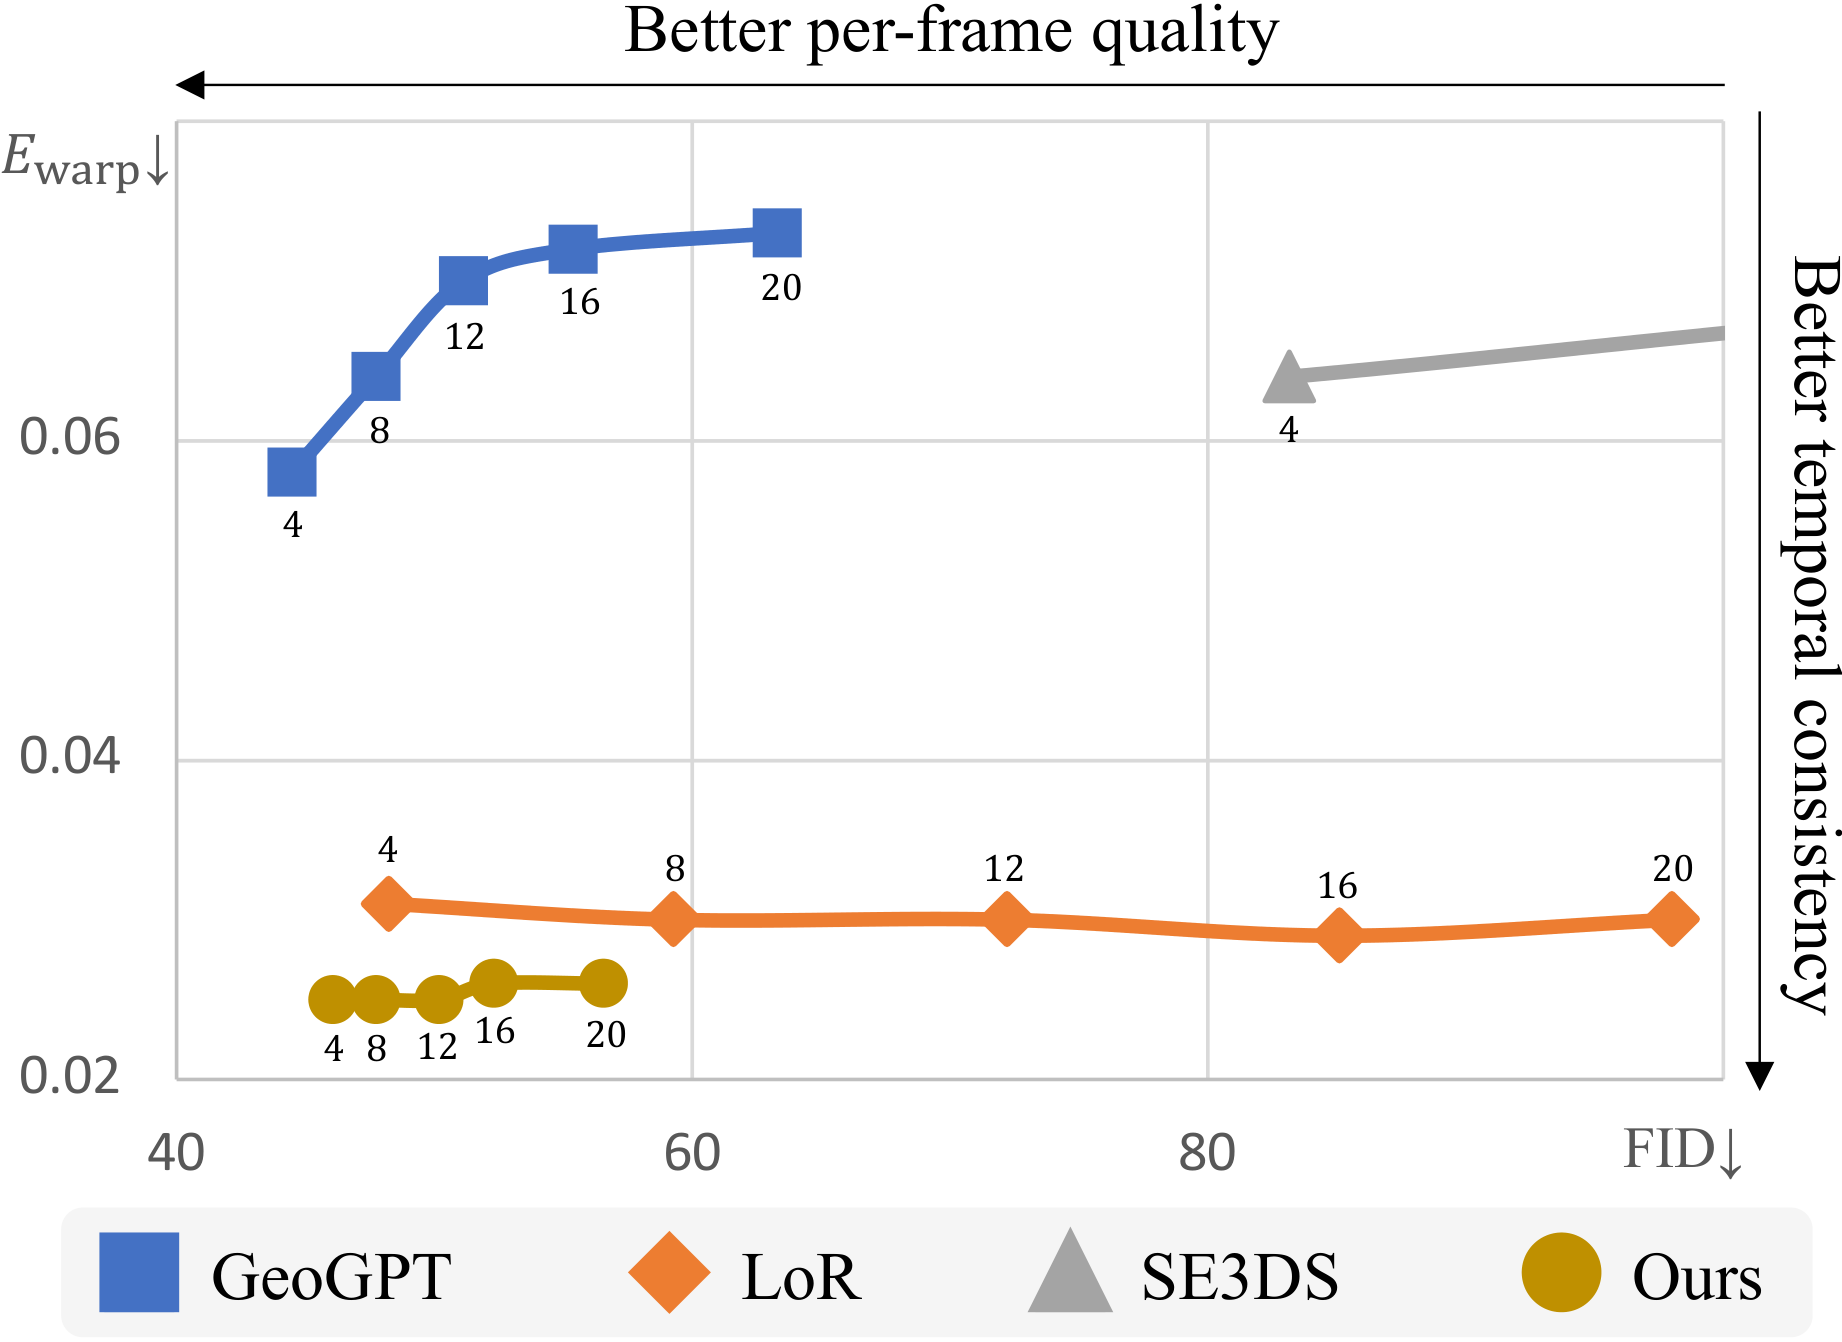 Better per-frame quality
E_warp↓
20
16
12
8
0.06
4
4
Better temporal consistency
0.04
4
8
12
16
20
4
8
12
16
20
0.02
40
60
80
FID↓
GeoGPT
LoR
SE3DS
Ours